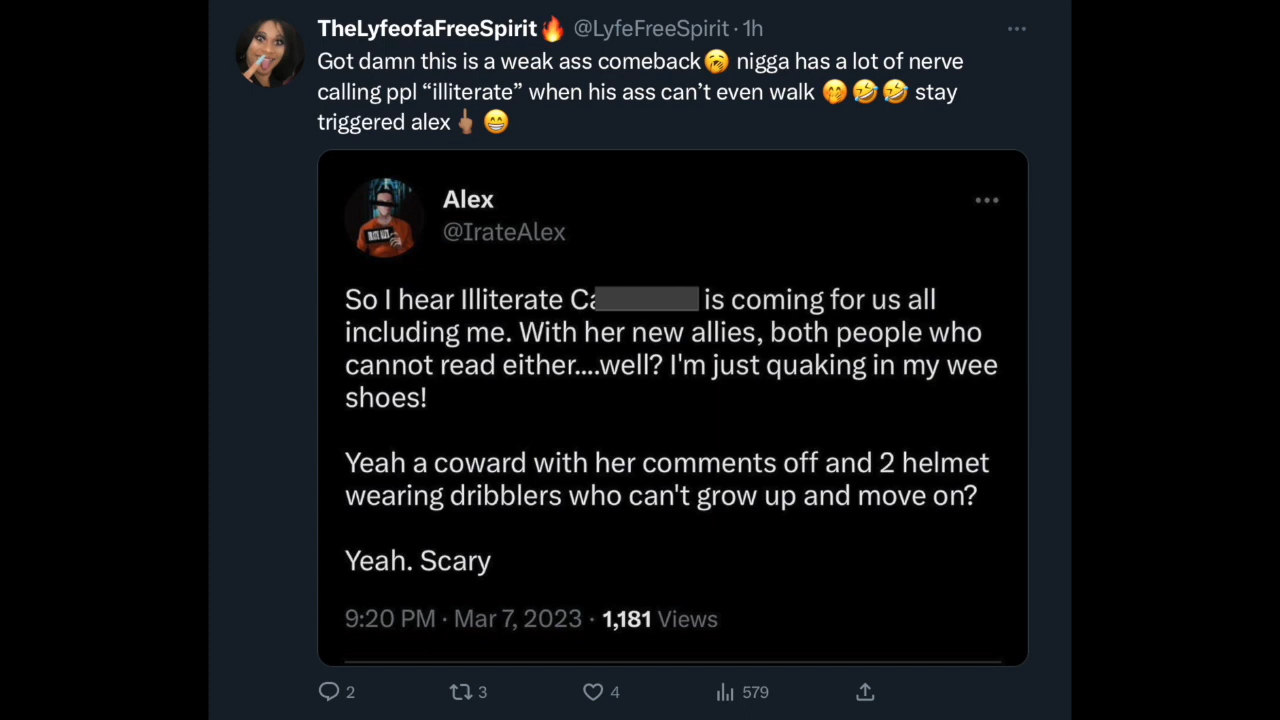 TheLyfeofaFreeSpirit🔥 @LyfeFreeSpirit · 1h
Got damn this is a weak ass comeback🥱 nigga has a lot of nerve
calling ppl “illiterate” when his ass can’t even walk 🤭🤣🤣 stay
triggered alex🖕🏽😁
Alex
@IrateAlex
IRATE ALEX
So I hear Illiterate Ca is coming for us all
including me. With her new allies, both people who
cannot read either....well? I'm just quaking in my wee
shoes!
Yeah a coward with her comments off and 2 helmet
wearing dribblers who can't grow up and move on?
Yeah. Scary
9:20 PM · Mar 7, 2023 · 1,181 Views
2 3 4 579